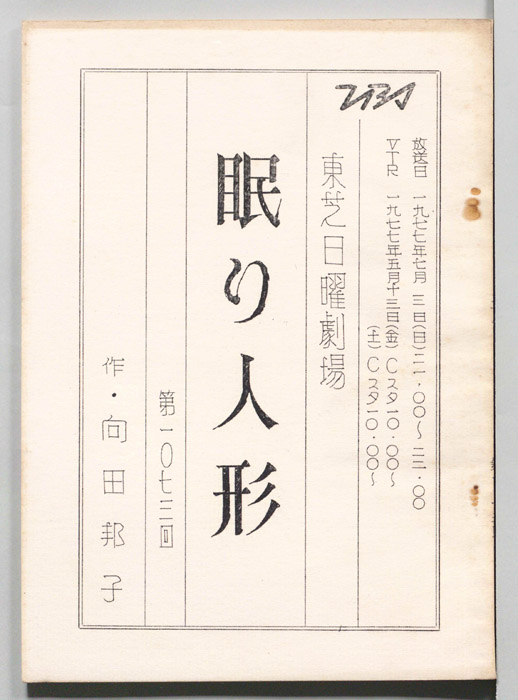 TBS
放送日 一九七七年七月三日(日)二一・〇〇〜二二・〇〇
VTR 一九七七年五月十三日(金)Cスタ一〇・〇〇〜
(土)Cスタ一〇・〇〇〜
東芝日曜劇場
眠り人形
第一〇七三回
作・向田邦子